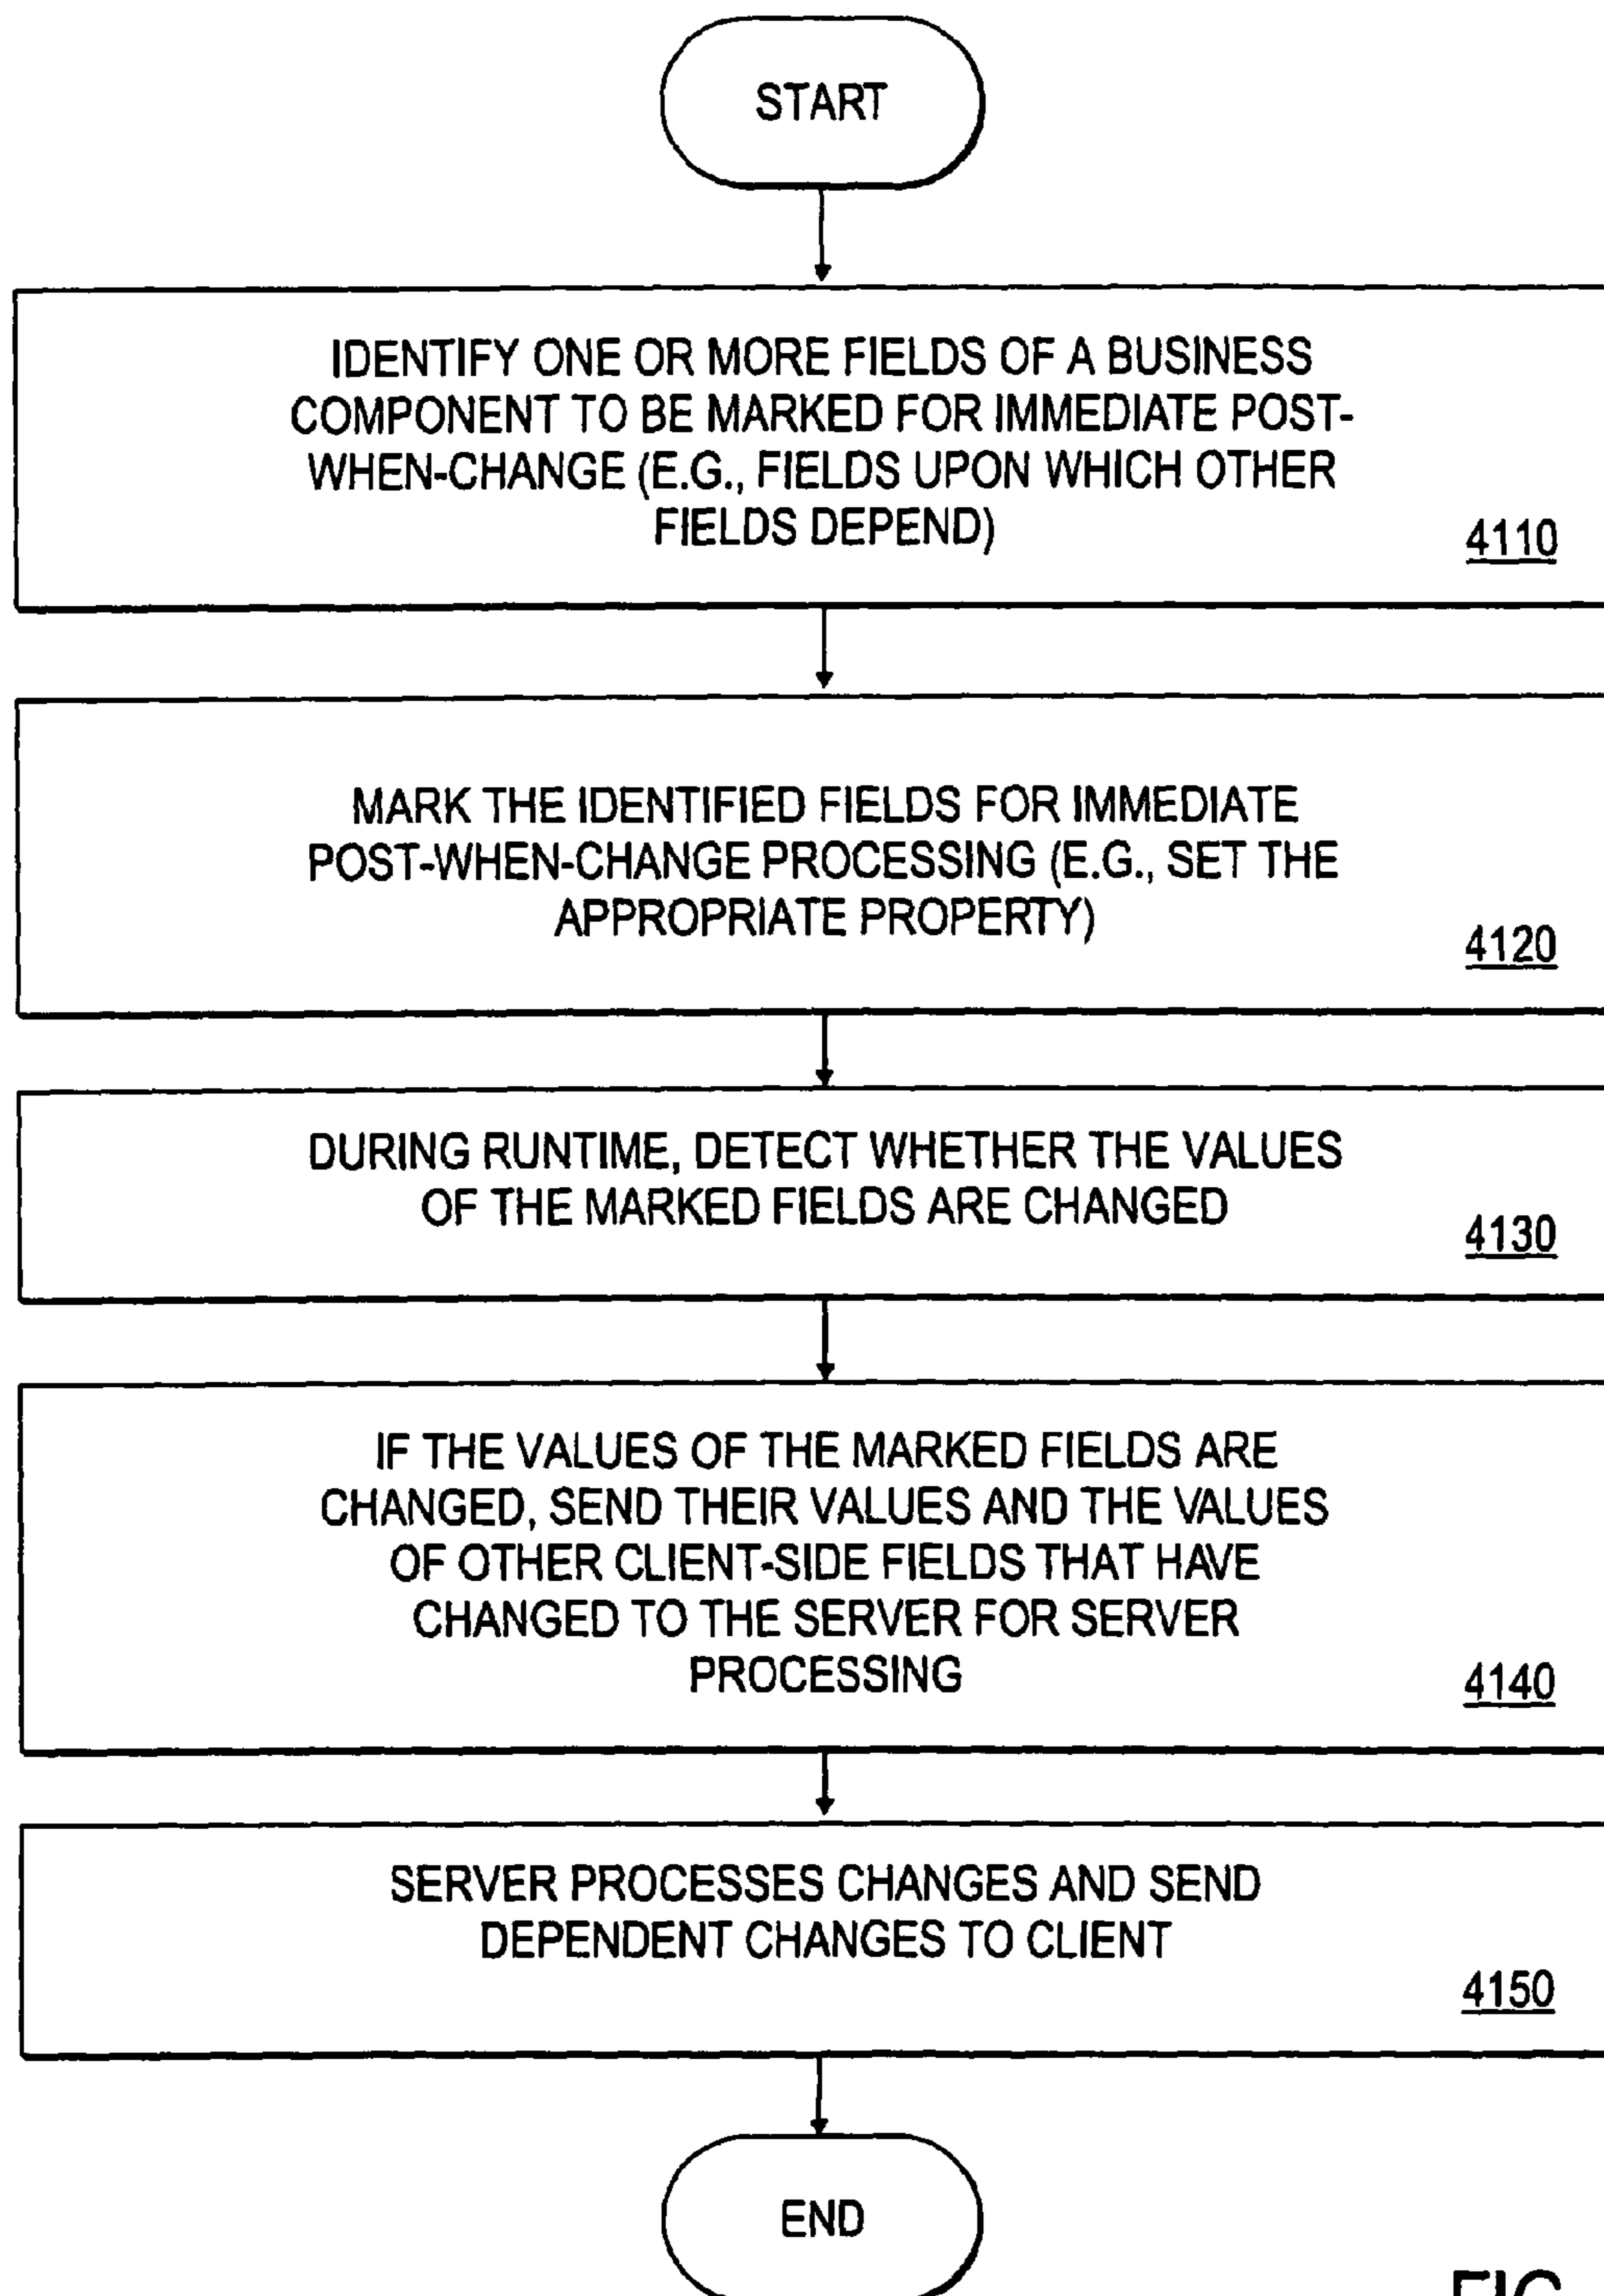 START
IDENTIFY ONE OR MORE FIELDS OF A BUSINESS
COMPONENT TO BE MARKED FOR IMMEDIATE POST-
WHEN-CHANGE (E.G., FIELDS UPON WHICH OTHER
FIELDS DEPEND)
4110
MARK THE IDENTIFIED FIELDS FOR IMMEDIATE
POST-WHEN-CHANGE PROCESSING (E.G., SET THE
APPROPRIATE PROPERTY)
4120
DURING RUNTIME, DETECT WHETHER THE VALUES
OF THE MARKED FIELDS ARE CHANGED
4130
IF THE VALUES OF THE MARKED FIELDS ARE
CHANGED, SEND THEIR VALUES AND THE VALUES
OF OTHER CLIENT-SIDE FIELDS THAT HAVE
CHANGED TO THE SERVER FOR SERVER
PROCESSING
4140
SERVER PROCESSES CHANGES AND SEND
DEPENDENT CHANGES TO CLIENT
4150
END
FIG